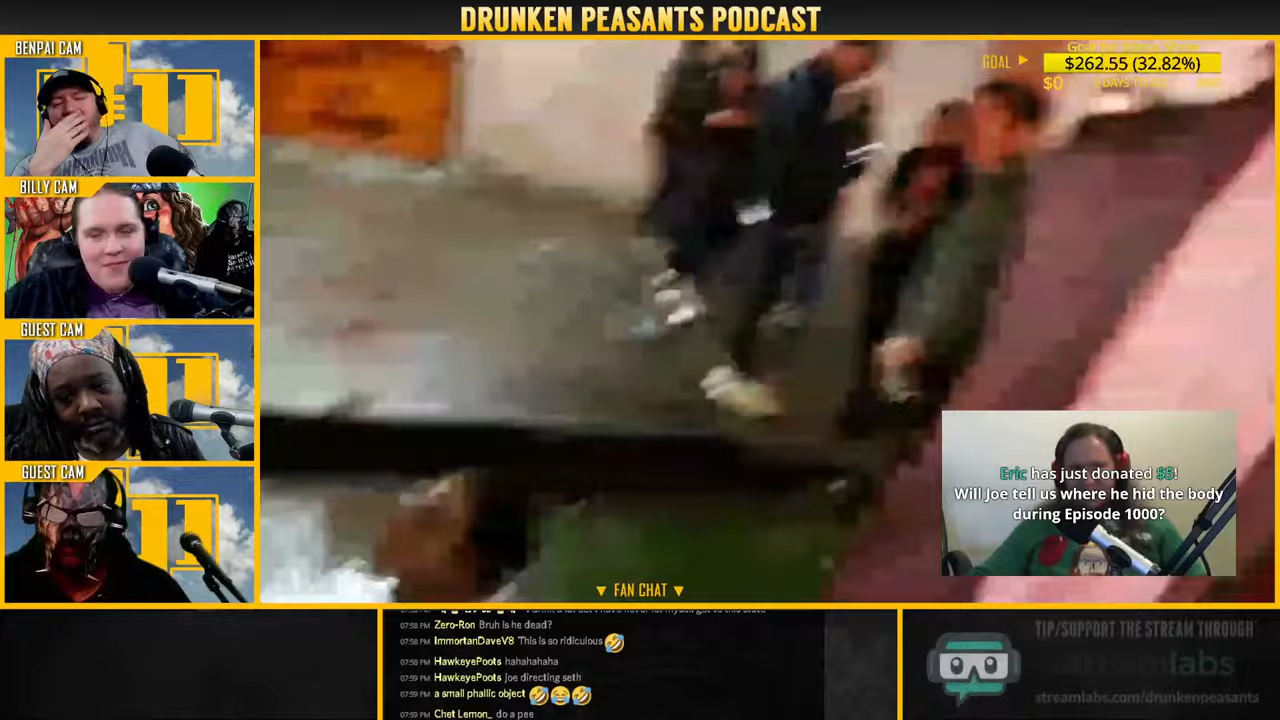 DRUNKEN PEASANTS PODCAST
BENPAI CAM
BILLY CAM
GUEST CAM
GUEST CAM
GOAL ▶
$262.55 (32.82%)
$0
Eric has just donated $5!
Will Joe tell us where he hid the body
during Episode 1000?
▼ FAN CHAT ▼
07:58 PM Zero-Ron Bruh is he dead?
07:58 PM ImmortanDaveV8 This is so ridiculous🤣
07:58 PM HawkeyePoots hahahahaha
07:59 PM HawkeyePoots joe directing seth
07:59 PM a small phallic object 🤣😂🤣
07:59 PM Chet Lemon_ do a pee
TIP/SUPPORT THE STREAM THROUGH
streamlabs
streamlabs.com/drunkenpeasants